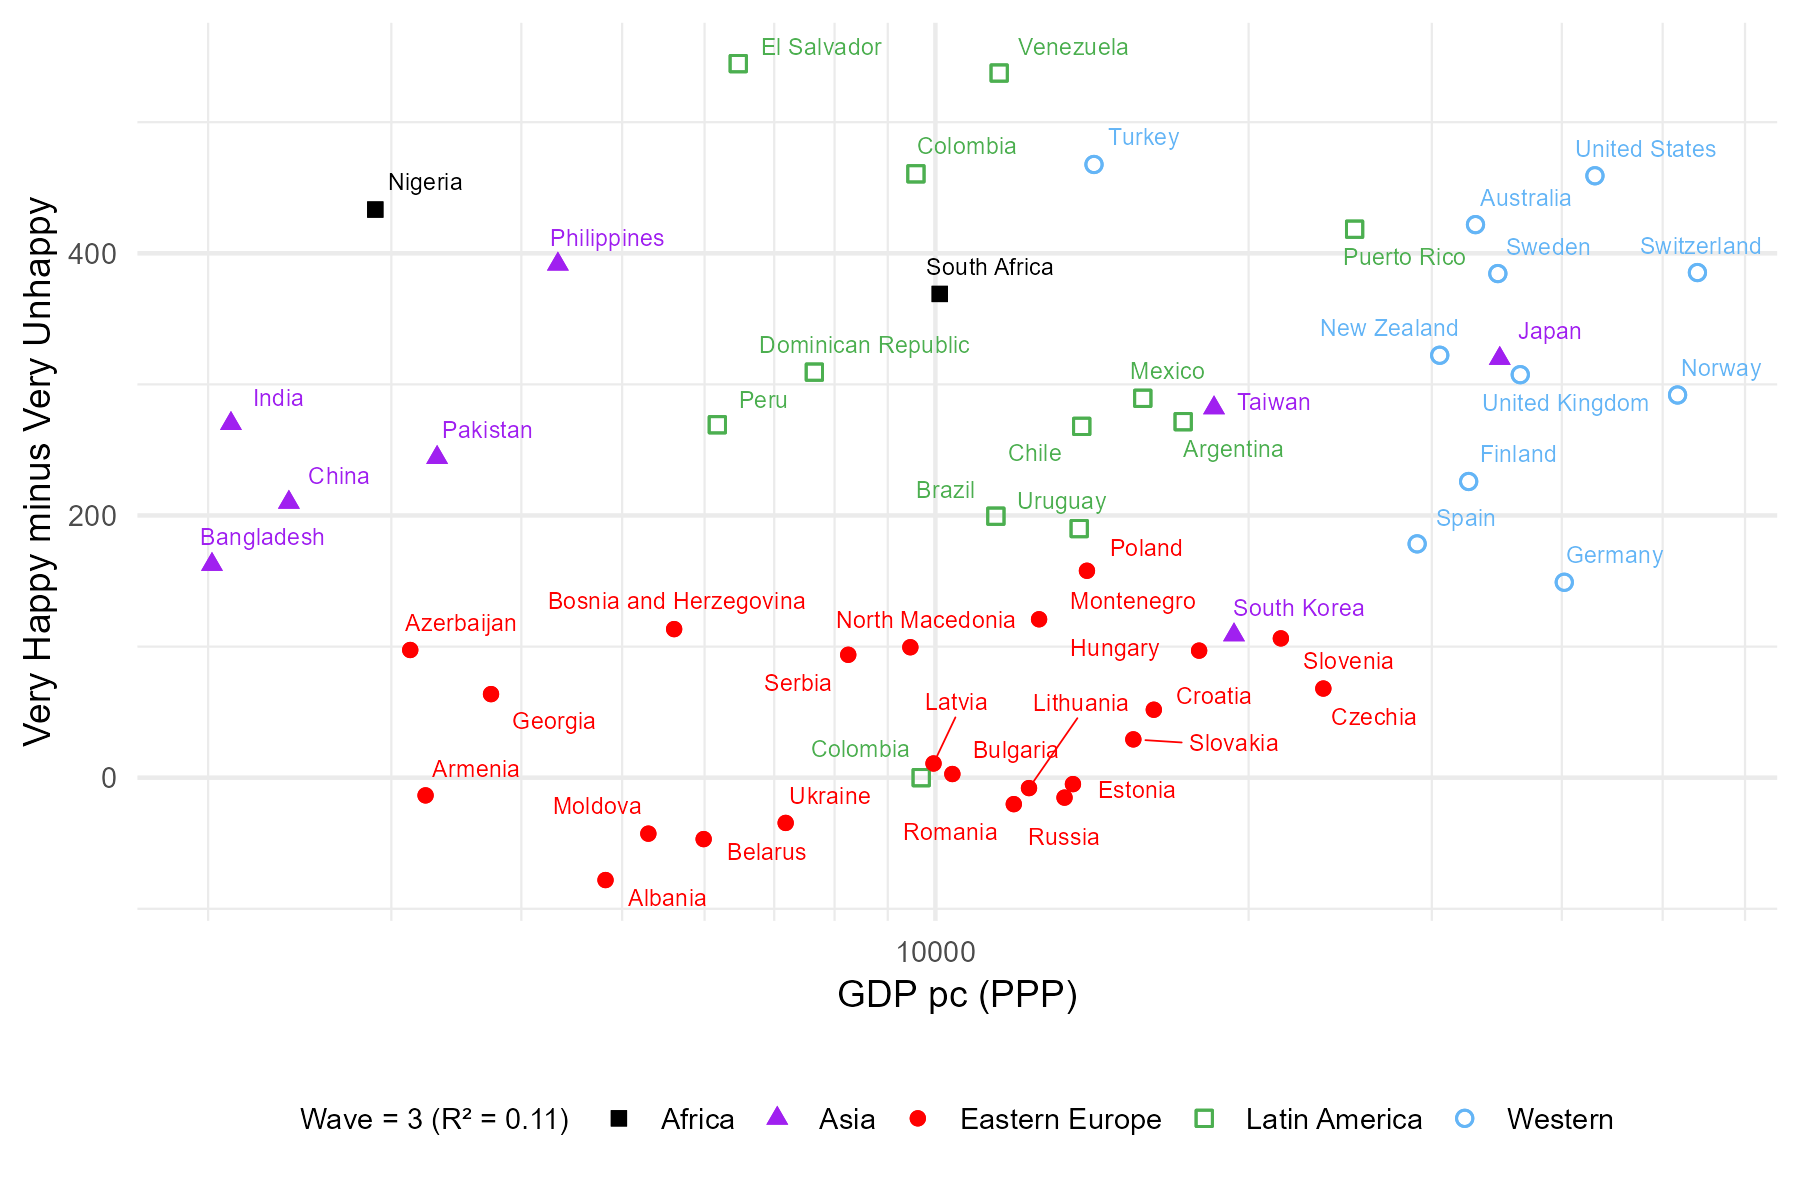 El Salvador
Venezuela
Turkey
Colombia
United States
Nigeria
Australia
Philippines
Sweden
Switzerland
400
Puerto Rico
South Africa
New Zealand
Japan
Dominican Republic
Norway
Mexico
India
Peru
Taiwan
United Kingdom
Pakistan
Argentina
Chile
Finland
China
Brazil
Uruguay
200
Spain
Bangladesh
Poland
Germany
Bosnia and Herzegovina
Montenegro
South Korea
Azerbaijan
North Macedonia
Hungary
Slovenia
Serbia
Croatia
Latvia
Lithuania
Georgia
Czechia
Colombia
Bulgaria
Slovakia
Armenia
0
Estonia
Ukraine
Moldova
Romania
Russia
Belarus
Albania
Very Happy minus Very Unhappy
10000
GDP pc (PPP)
Wave = 3 (R² = 0.11) Africa Asia Eastern Europe Latin America Western